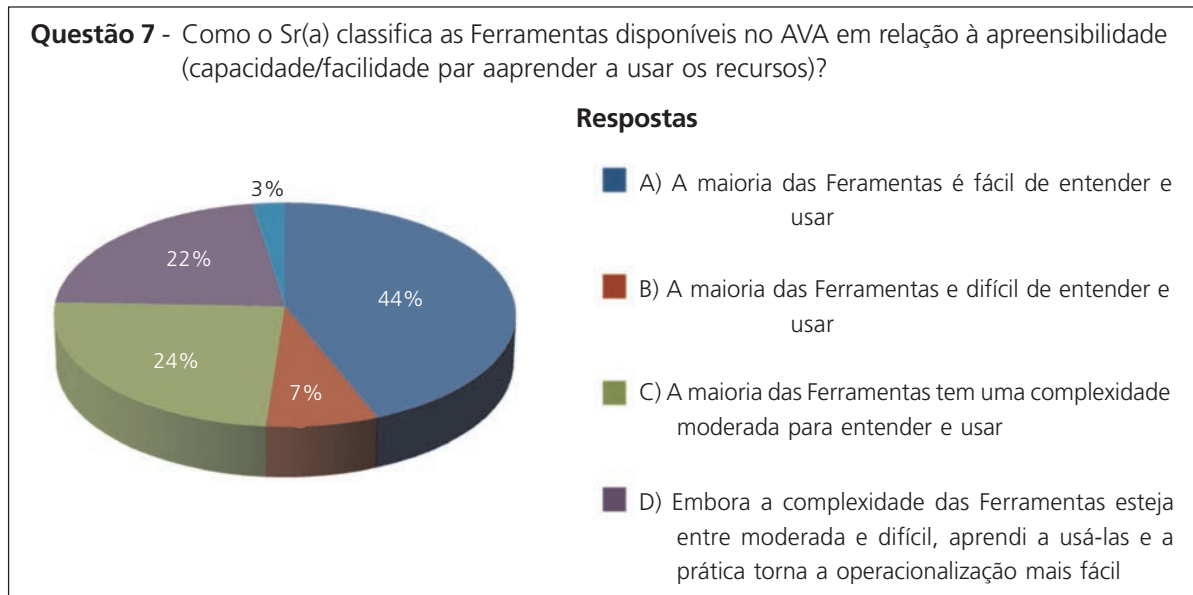 Questão 7 - Como o Sr(a) classifica as Ferramentas disponíveis no AVA em relação à apreensibilidade
(capacidade/facilidade par aaprender a usar os recursos)?
Respostas
3%
22%
44%
24%
7%
A) A maioria das Feramentas é fácil de entender e
usar
B) A maioria das Ferramentas e difícil de entender e
usar
C) A maioria das Ferramentas tem uma complexidade
moderada para entender e usar
D) Embora a complexidade das Ferramentas esteja
entre moderada e difícil, aprendi a usá-las e a
prática torna a operacionalização mais fácil